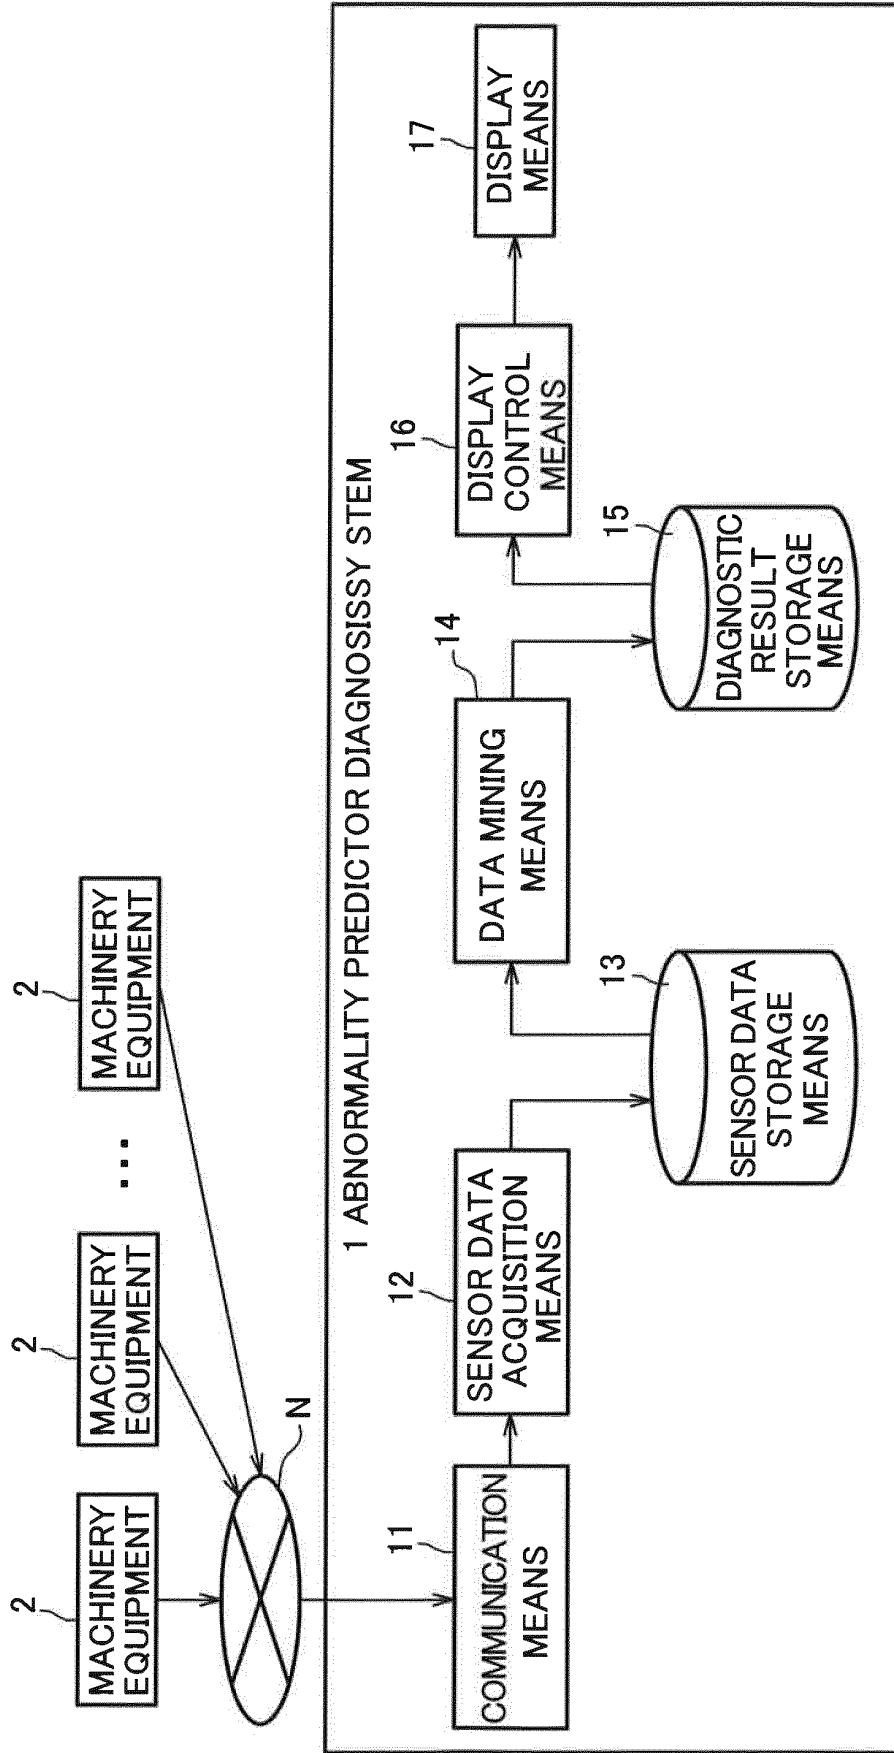 2
MACHINERY
EQUIPMENT
2
MACHINERY
EQUIPMENT
...
2
MACHINERY
EQUIPMENT
N
1 ABNORMALITY PREDICTOR DIAGNOSISSY STEM
11
COMMUNICATION
MEANS
12
SENSOR DATA
ACQUISITION
MEANS
13
SENSOR DATA
STORAGE
MEANS
14
DATA MINING
MEANS
15
DIAGNOSTIC
RESULT
STORAGE
MEANS
16
DISPLAY
CONTROL
MEANS
17
DISPLAY
MEANS